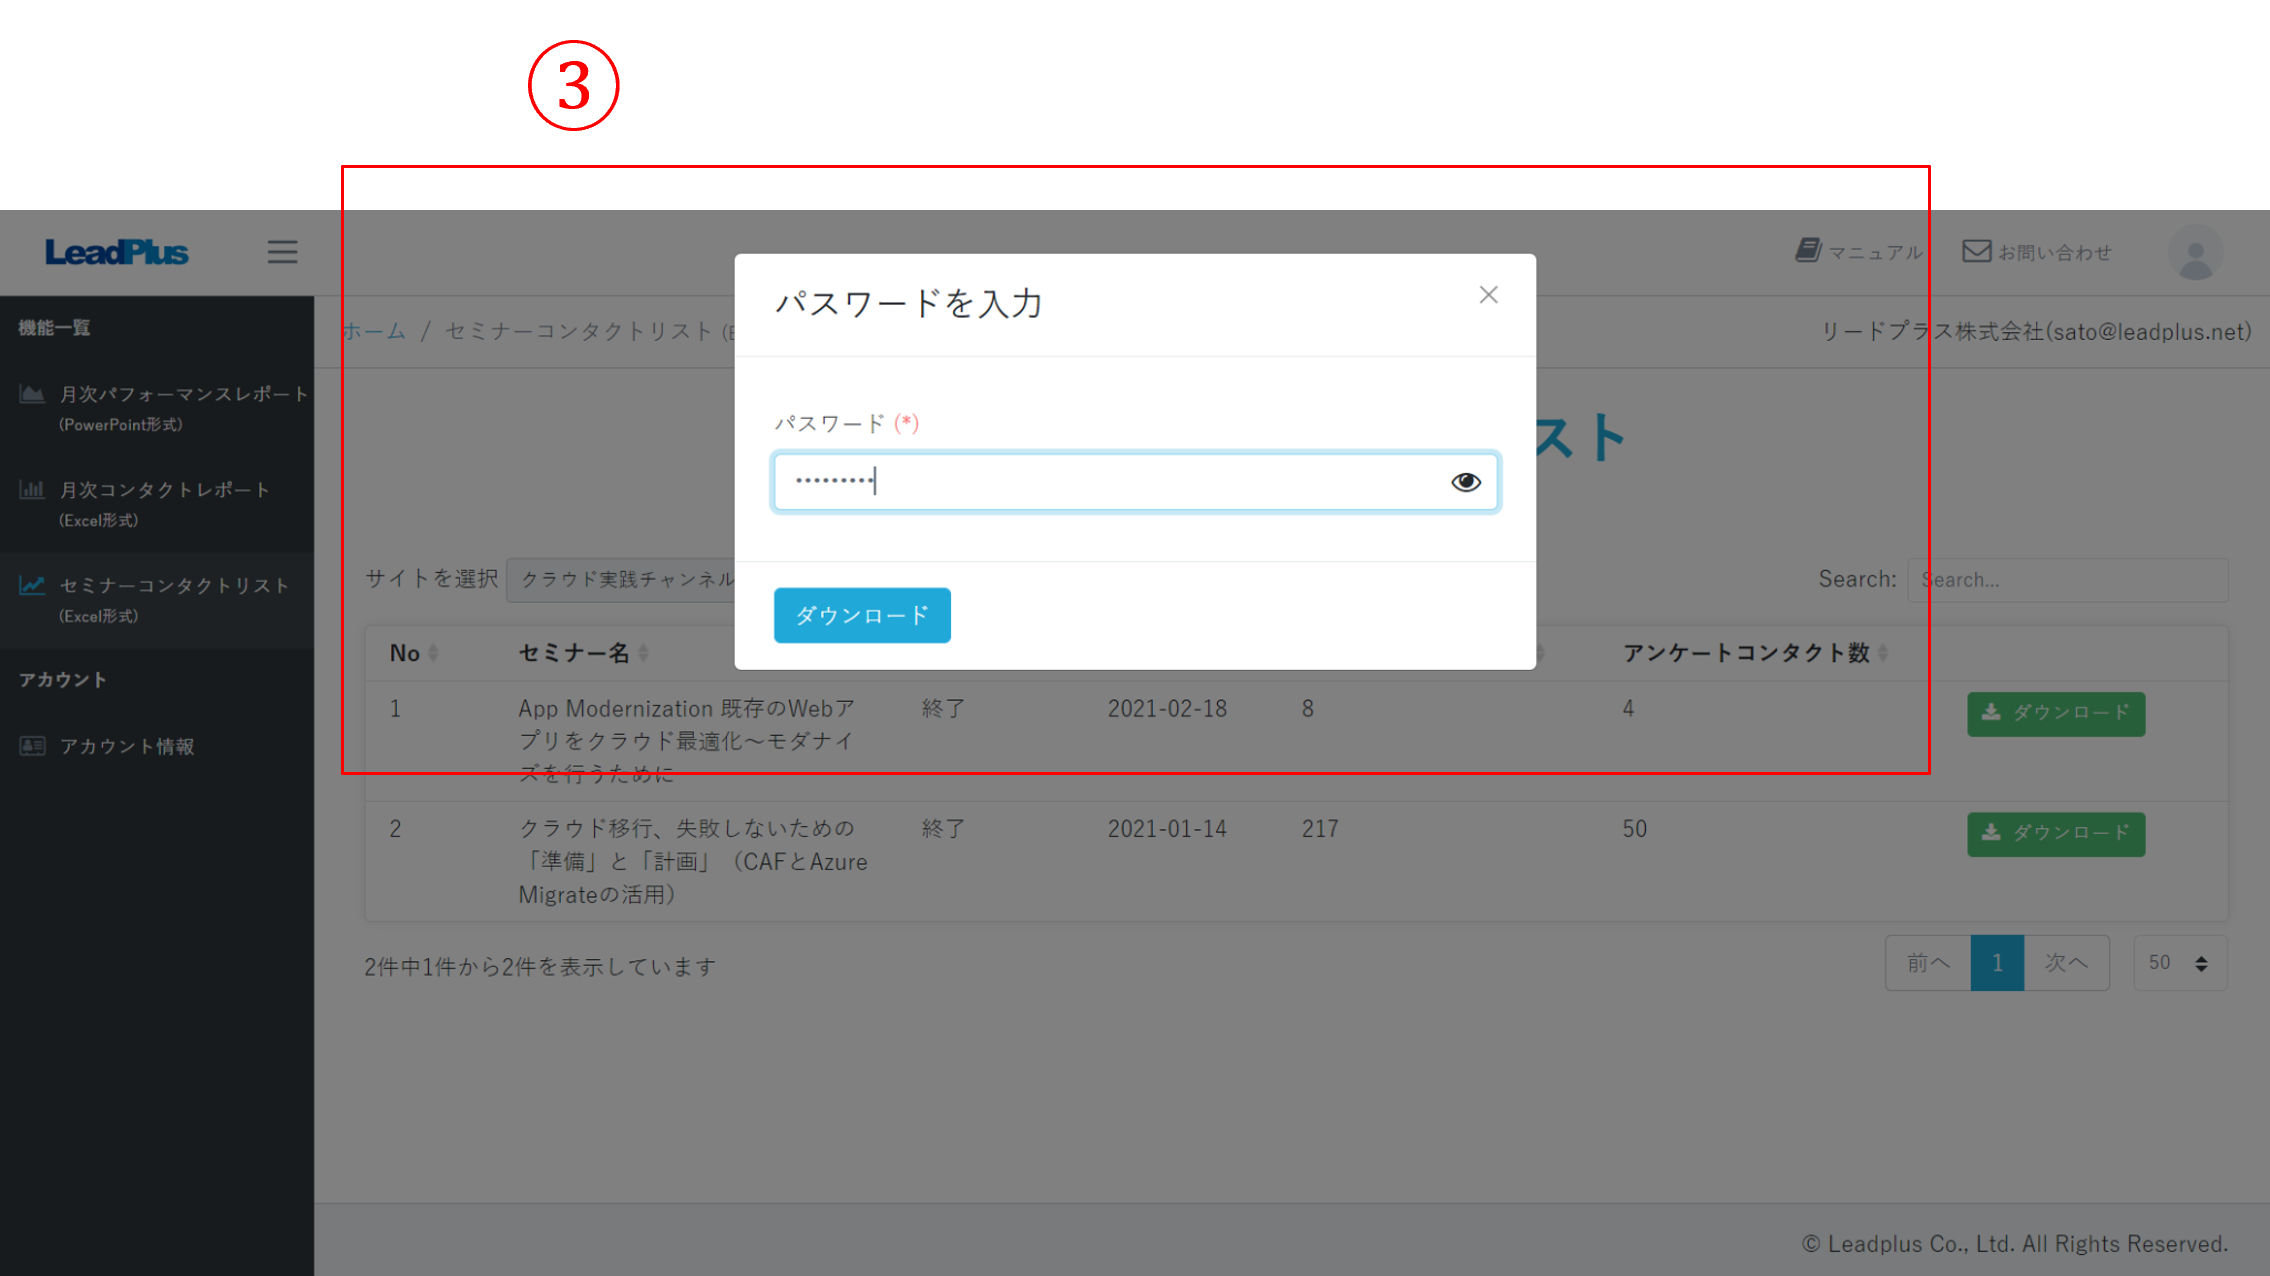 ③
LeadPlus
マニュアル
お問い合わせ
機能一覧
月次パフォーマンスレポート
(PowerPoint形式)
月次コンタクトレポート
(Excel形式)
セミナーコンタクトリスト
(Excel形式)
アカウント
アカウント情報
ホーム / セミナーコンタクトリスト
リードプラス株式会社(sato@leadplus.net)
スト
パスワードを入力
×
パスワード (*)
•••••••••
ダウンロード
サイトを選択 クラウド実践チャンネル
Search: Search...
No セミナー名 アンケートコンタクト数
1 App Modernization 既存のWebア 終了 2021-02-18 8 4 ダウンロード
プリをクラウド最適化～モダナイ
ズを行うために
2 クラウド移行、失敗しないための 終了 2021-01-14 217 50 ダウンロード
「準備」と「計画」（CAFとAzure
Migrateの活用）
2件中1件から2件を表示しています
前へ 1 次へ 50
© Leadplus Co., Ltd. All Rights Reserved.